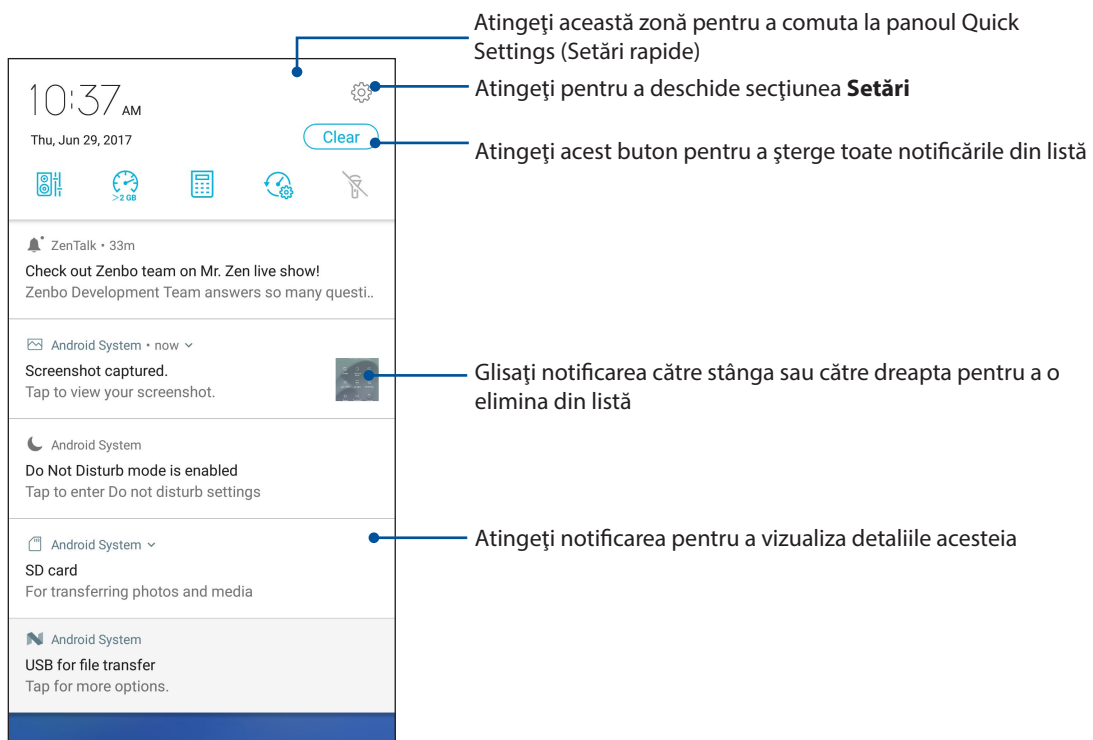 Atingeţi această zonă pentru a comuta la panoul Quick
Settings (Setări rapide)
10:37 AM
Atingeţi pentru a deschide secţiunea Setări
Thu, Jun 29, 2017
Clear
Atingeţi acest buton pentru a şterge toate notificările din listă
>2 GB
ZenTalk • 33m
Check out Zenbo team on Mr. Zen live show!
Zenbo Development Team answers so many questi..
Android System • now
Screenshot captured.
Tap to view your screenshot.
Glisaţi notificarea către stânga sau către dreapta pentru a o
elimina din listă
Android System
Do Not Disturb mode is enabled
Tap to enter Do not disturb settings
Android System
Atingeţi notificarea pentru a vizualiza detaliile acesteia
SD card
For transferring photos and media
Android System
USB for file transfer
Tap for more options.